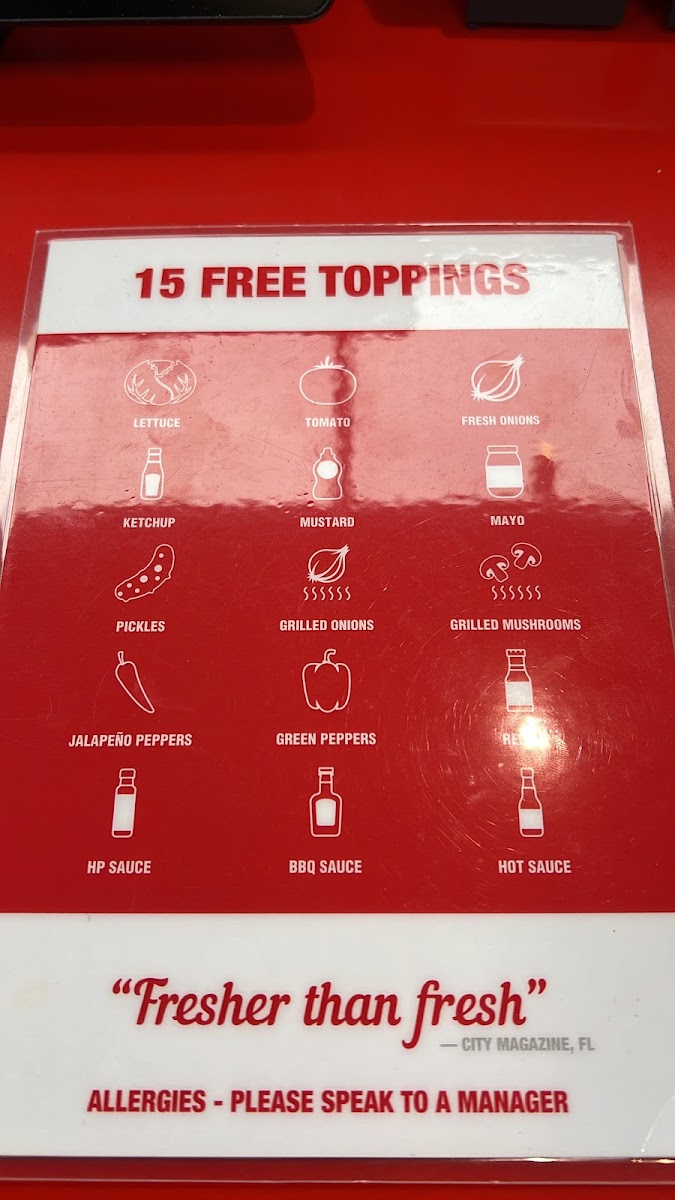 15 FREE TOPPINGS
LETTUCE TOMATO FRESH ONIONS
KETCHUP MUSTARD MAYO
PICKLES GRILLED ONIONS GRILLED MUSHROOMS
JALAPEÑO PEPPERS GREEN PEPPERS
HP SAUCE BBQ SAUCE HOT SAUCE
“Fresher than fresh”
— CITY MAGAZINE, FL
ALLERGIES - PLEASE SPEAK TO A MANAGER